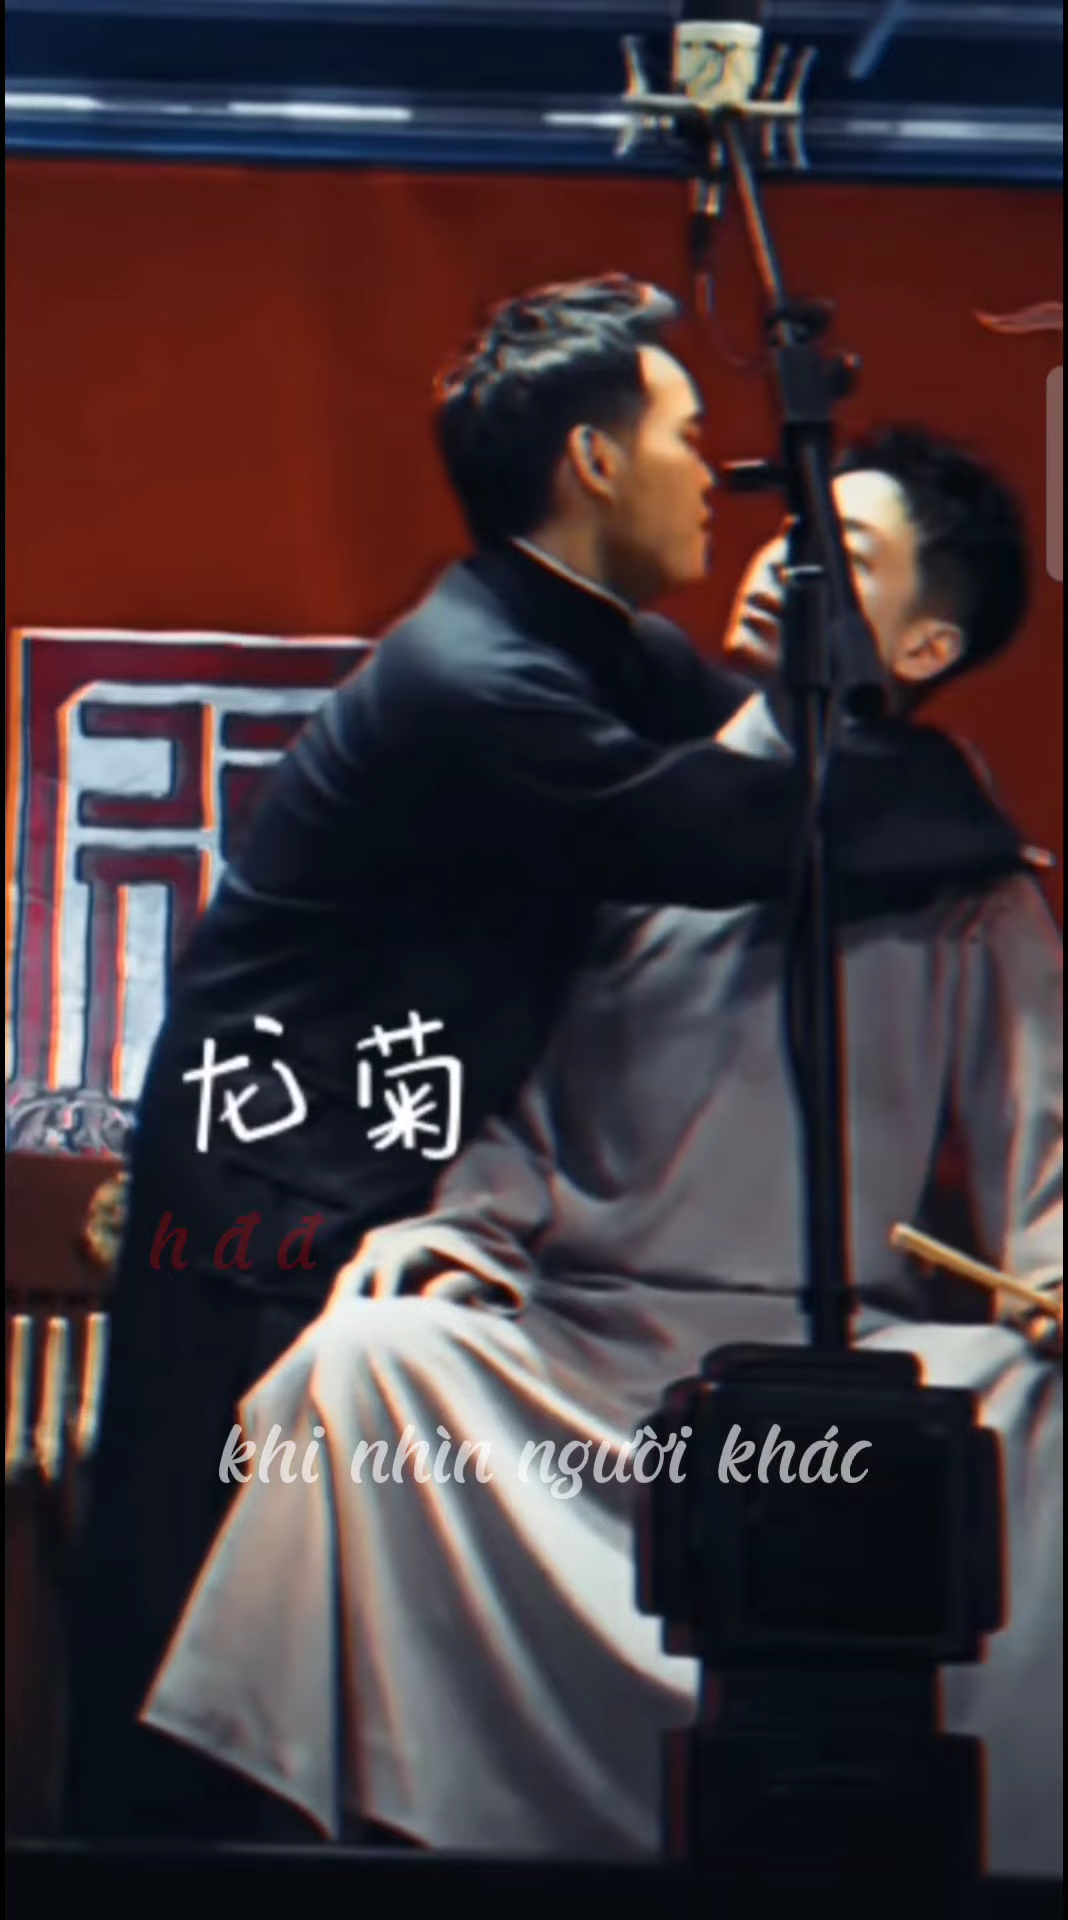 龙菊
h đ đ
khi nhìn người khác